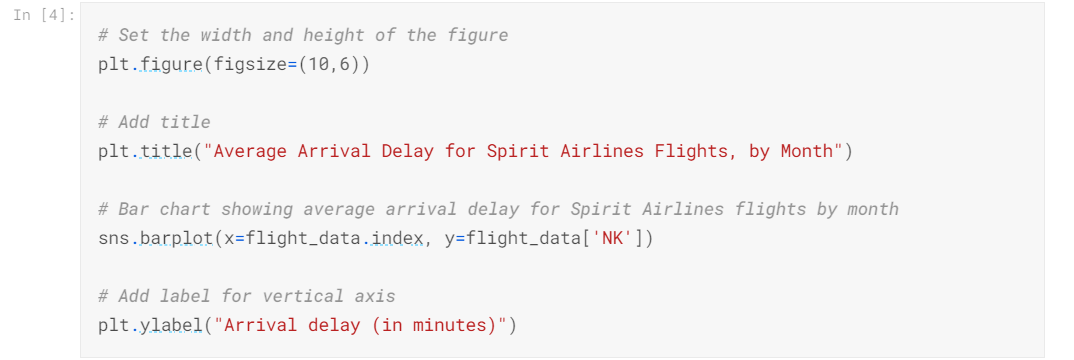 In [4]:
# Set the width and height of the figure
plt.figure(figsize=(10,6))
# Add title
plt.title("Average Arrival Delay for Spirit Airlines Flights, by Month")
# Bar chart showing average arrival delay for Spirit Airlines flights by month
sns.barplot(x=flight_data.index, y=flight_data['NK'])
# Add label for vertical axis
plt.ylabel("Arrival delay (in minutes)")